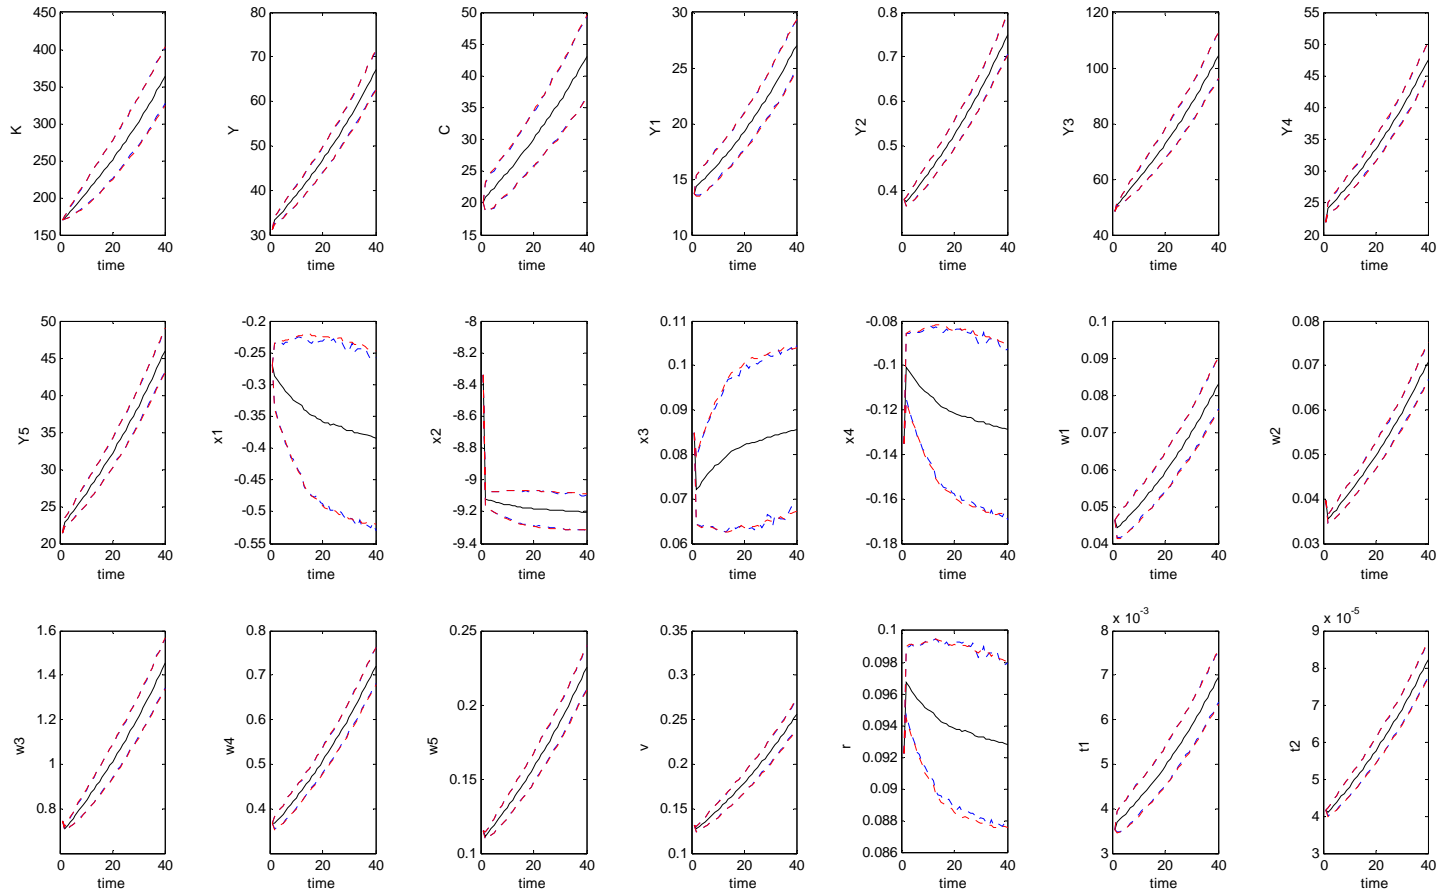 K
450
400
350
300
250
200
150
0 20 40
time
Y
80
70
60
50
40
30
0 20 40
time
C
50
45
40
35
30
25
20
15
0 20 40
time
Y1
30
25
20
15
10
0 20 40
time
Y2
0.8
0.7
0.6
0.5
0.4
0 20 40
time
Y3
120
100
80
60
40
0 20 40
time
Y4
55
50
45
40
35
30
25
20
0 20 40
time
Y5
50
45
40
35
30
25
20
0 20 40
time
x1
-0.2
-0.25
-0.3
-0.35
-0.4
-0.45
-0.5
-0.55
0 20 40
time
x2
-8
-8.2
-8.4
-8.6
-8.8
-9
-9.2
-9.4
0 20 40
time
x3
0.11
0.1
0.09
0.08
0.07
0.06
0 20 40
time
x4
-0.08
-0.1
-0.12
-0.14
-0.16
-0.18
0 20 40
time
w1
0.1
0.09
0.08
0.07
0.06
0.05
0.04
0 20 40
time
w2
0.08
0.07
0.06
0.05
0.04
0.03
0 20 40
time
w3
1.6
1.4
1.2
1
0.8
0 20 40
time
w4
0.8
0.7
0.6
0.5
0.4
0 20 40
time
w5
0.25
0.2
0.15
0.1
0 20 40
time
v
0.35
0.3
0.25
0.2
0.15
0.1
0 20 40
time
r
0.1
0.098
0.096
0.094
0.092
0.09
0.088
0.086
0 20 40
time
x 10-3
t1
8
7
6
5
4
3
0 20 40
time
x 10-5
t2
9
8
7
6
5
4
3
0 20 40
time